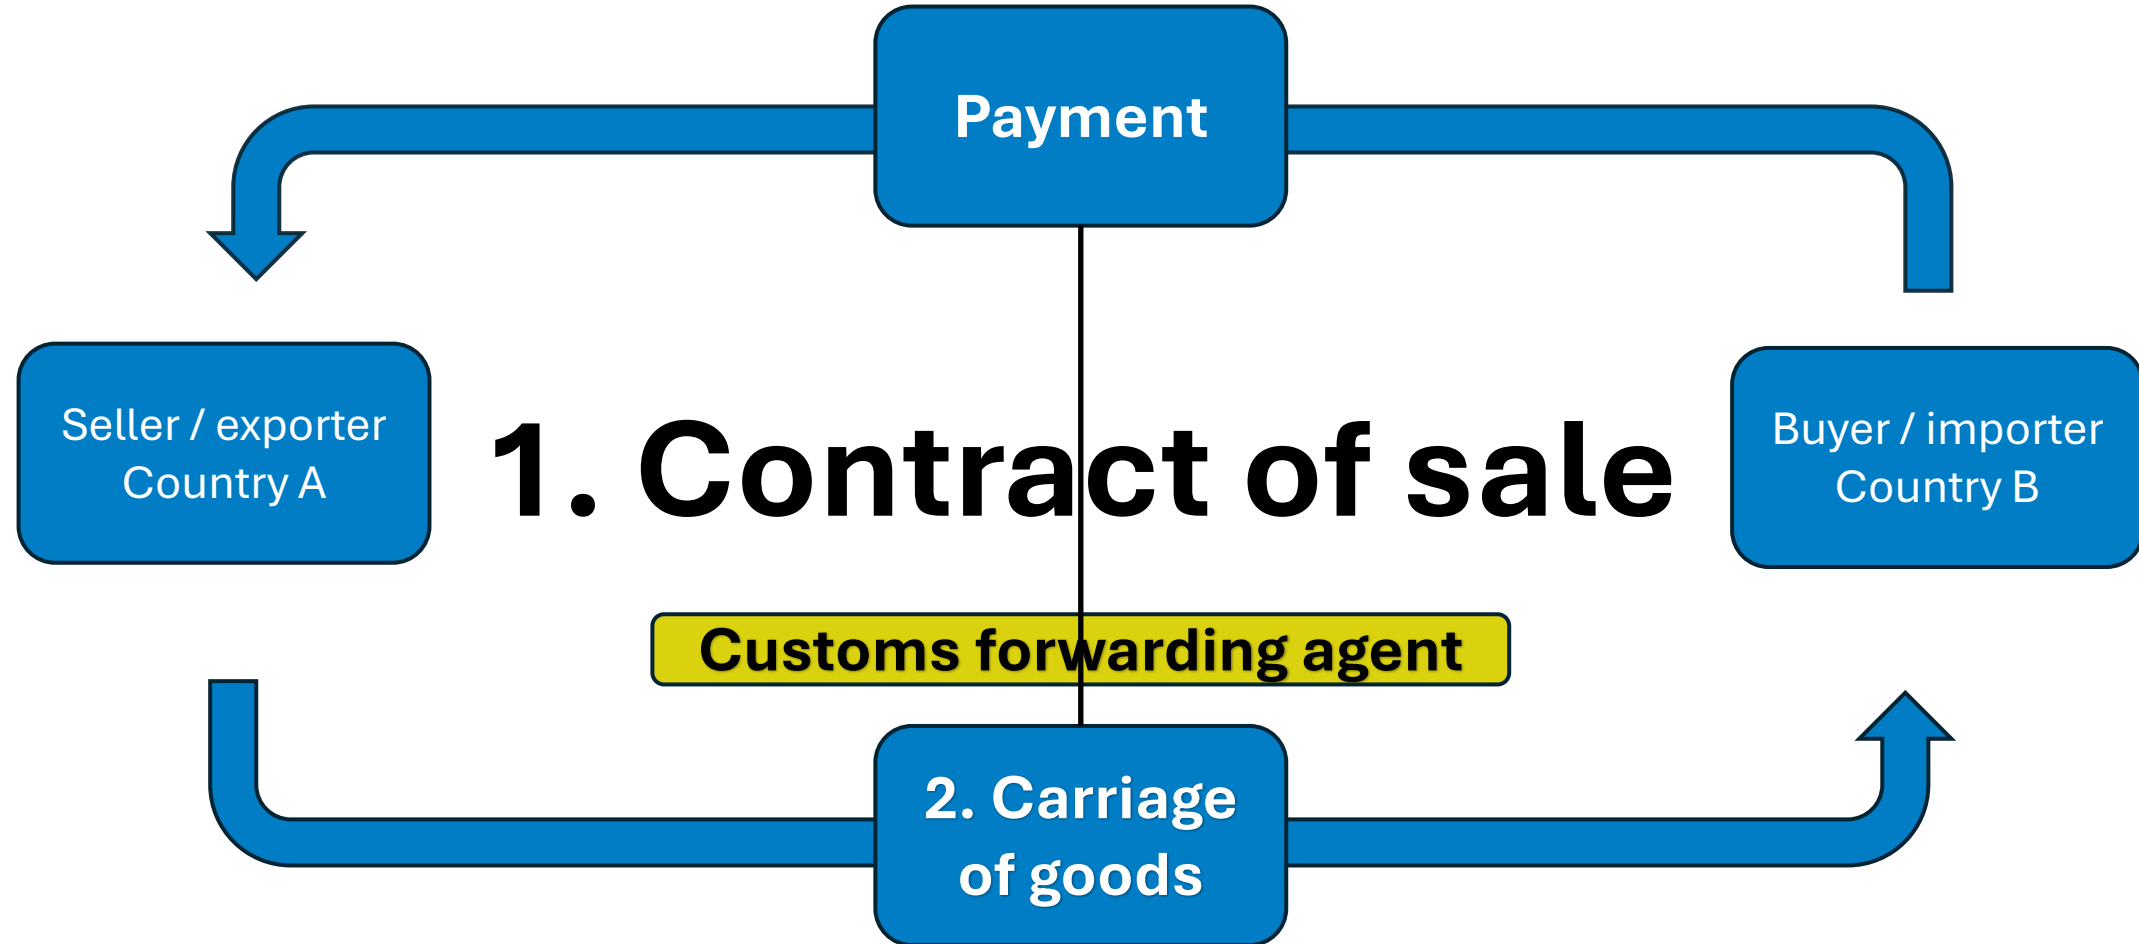 Payment
Seller / exporter
Country A
1. Contract of sale
Buyer / importer
Country B
Customs forwarding agent
2. Carriage
of goods